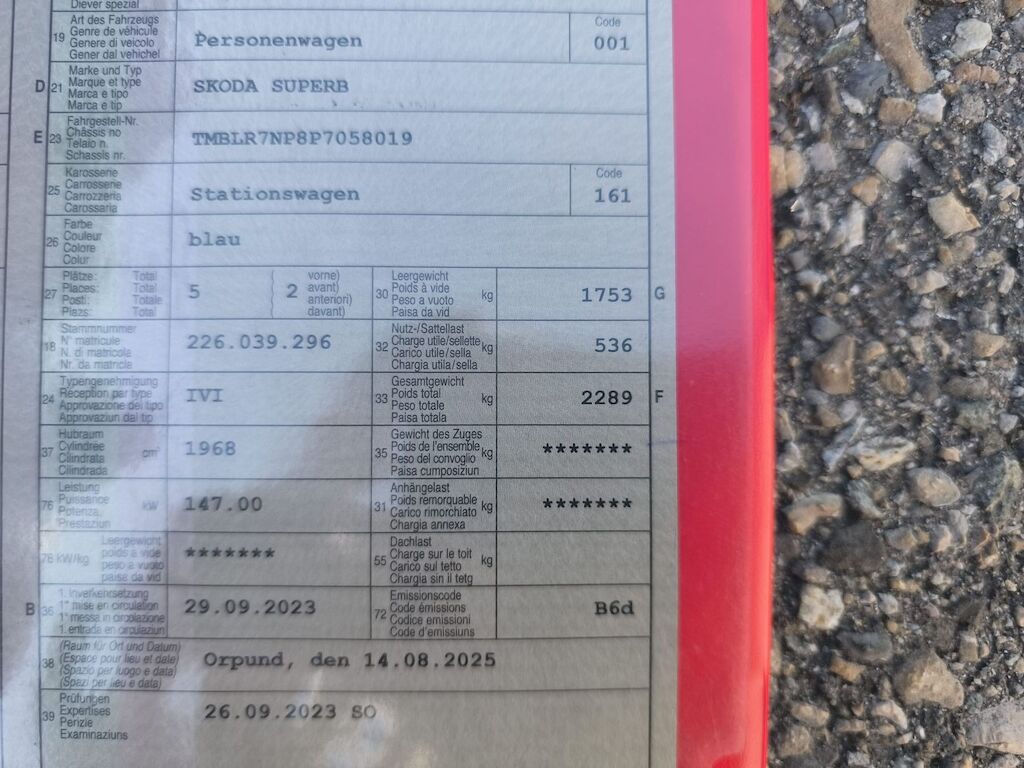 Diever spezial
19 Art des Fahrzeugs
Genre de véhicule
Genere di veicolo
Gener dal vehichel
Personenwagen
Code
001
D 21 Marke und Typ
Marque et type
Marca e tipo
Marca e tip
SKODA SUPERB
E 23 Fahrgestell-Nr.
Châssis no
Telaio n.
Schassis nr.
TMBLR7NP8P7058019
25 Karosserie
Carrosserie
Carrozzeria
Carossaria
Stationswagen
Code
161
26 Farbe
Couleur
Colore
Colur
blau
27 Plätze: Total
Places: Total
Posti: Totale
Plazs: Total
5
2
vorne)
avant)
anteriori)
davant)
30 Leergewicht
Poids à vide
Peso a vuoto
Paisa da vid
kg
1753 G
18 Stammnummer
N° matricule
N. di matricola
Nr. da matricla
226.039.296
32 Nutz-/Sattellast
Charge utile/sellette
Carico utile/sella
Chargia utila/sella
kg
536
24 Typengenehmigung
Réception par type
Approvazione del tipo
Approvaziun dal tip
IVI
33 Gesamtgewicht
Poids total
Peso totale
Paisa totala
kg
2289 F
37 Hubraum
Cylindrée
Cilindrata
Cilindrada
cm³
1968
35 Gewicht des Zuges
Poids de l'ensemble
Peso del convoglio
Paisa cumposiziun
kg
*******
76 Leistung
Puissance
Potenza
Prestaziun
kW
147.00
31 Anhängelast
Poids remorquable
Carico rimorchiato
Chargia annexa
kg
*******
78 kW/kg Leergewicht
poids à vide
peso a vuoto
paisa da vid
*******
55 Dachlast
Charge sur le toit
Carico sul tetto
Chargia sin il tetg
kg
B 36 1. Inverkehrsetzung
1re mise en circulation
1a messa in circolazione
1. entrada en circulaziun
29.09.2023
72 Emissionscode
Code émissions
Codice emissioni
Code d'emissiuns
B6d
38 (Raum für Ort und Datum)
(Espace pour lieu et date)
(Spazio per luogo e data)
(Spazi per lieu e data)
Orpund, den 14.08.2025
39 Prüfungen
Expertises
Perizie
Examinaziuns
26.09.2023 SO